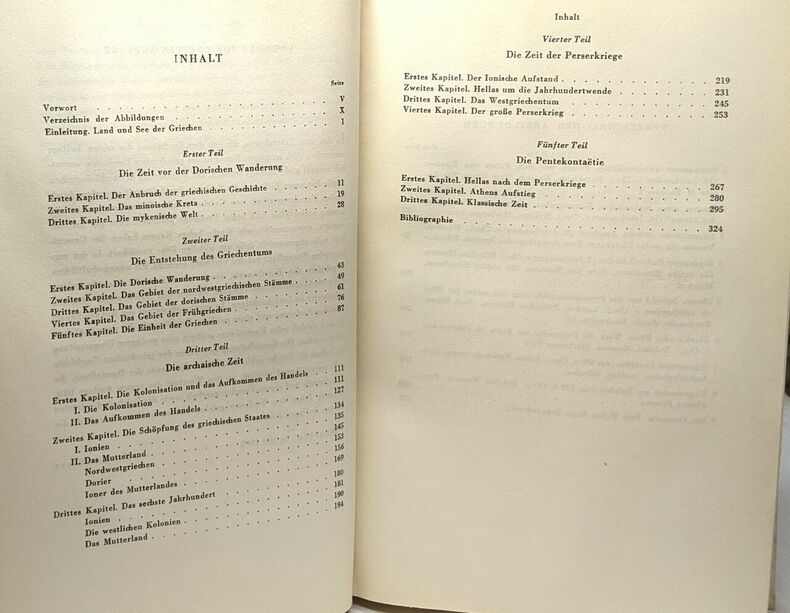 INHALT
Seite
Vorwort . . . V
Verzeichnis der Abbildungen . . . X
Einleitung. Land und See der Griechen . . . 1
Erster Teil
Die Zeit vor der Dorischen Wanderung
Erstes Kapitel. Der Anbruch der griechischen Geschichte . . . 11
Zweites Kapitel. Das minoische Kreta . . . 19
Drittes Kapitel. Die mykenische Welt . . . 28
Zweiter Teil
Die Entstehung des Griechentums
Erstes Kapitel. Die Dorische Wanderung . . . 43
Zweites Kapitel. Das Gebiet der nordwestgriechischen Stämme . . . 49
Drittes Kapitel. Das Gebiet der dorischen Stämme . . . 61
Viertes Kapitel. Das Gebiet der Frühgriechen . . . 76
Fünftes Kapitel. Die Einheit der Griechen . . . 87
Dritter Teil
Die archaische Zeit
Erstes Kapitel. Die Kolonisation und das Aufkommen des Handels . . . 111
I. Die Kolonisation . . . 111
II. Das Aufkommen des Handels . . . 127
Zweites Kapitel. Die Schöpfung des griechischen Staates . . . 134
I. Ionien . . . 135
II. Das Mutterland . . . 145
Nordwestgriechen . . . 153
Dorier . . . 156
Ioner des Mutterlandes . . . 169
Drittes Kapitel. Das sechste Jahrhundert . . . 180
Ionien . . . 181
Die westlichen Kolonien . . . 190
Das Mutterland . . . 194
Inhalt
Vierter Teil
Die Zeit der Perserkriege
Erstes Kapitel. Der Ionische Aufstand . . . 219
Zweites Kapitel. Hellas um die Jahrhundertwende . . . 231
Drittes Kapitel. Das Westgriechentum . . . 245
Viertes Kapitel. Der große Perserkrieg . . . 253
Fünfter Teil
Die Pentekontaëtie
Erstes Kapitel. Hellas nach dem Perserkriege . . . 267
Zweites Kapitel. Athens Aufstieg . . . 280
Drittes Kapitel. Klassische Zeit . . . 295
Bibliographie . . . 324